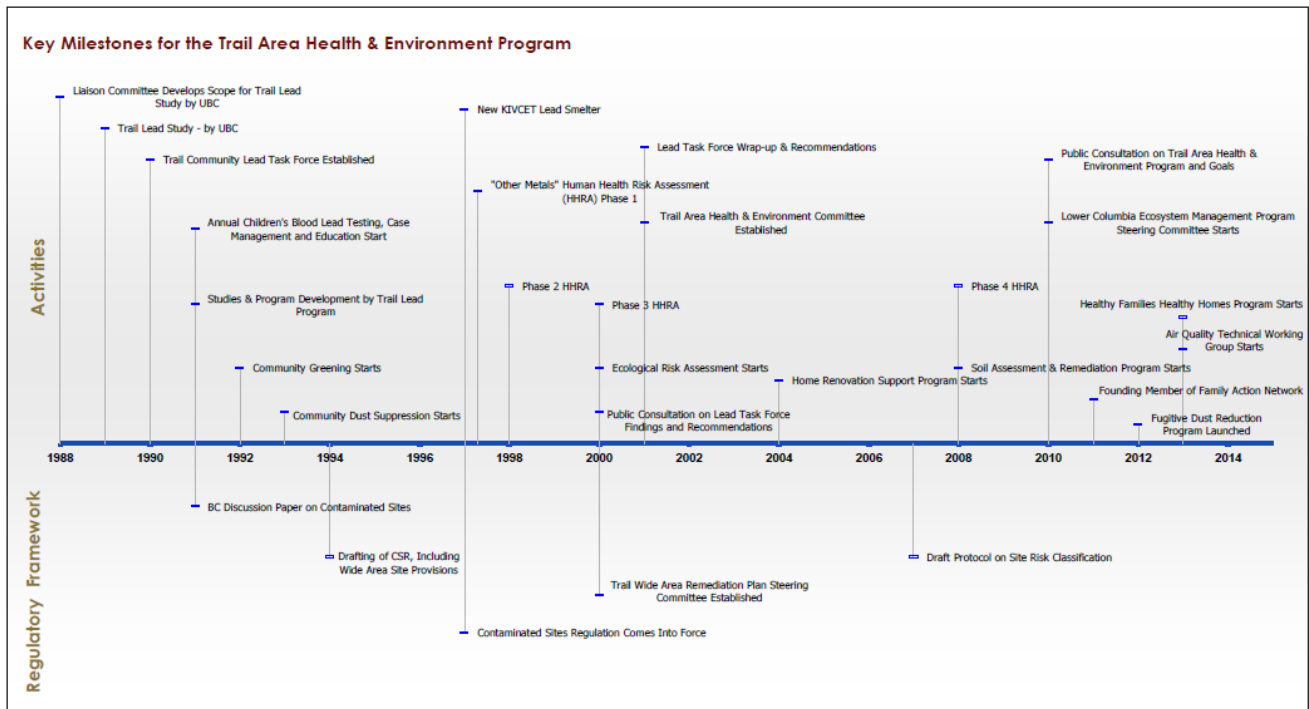 Key Milestones for the Trail Area Health & Environment Program
Liaison Committee Develops Scope for Trail Lead
Study by UBC
Trail Lead Study - by UBC
Trail Community Lead Task Force Established
Annual Children's Blood Lead Testing, Case
Management and Education Start
Studies & Program Development by Trail Lead
Program
Community Greening Starts
Community Dust Suppression Starts
New KIVCET Lead Smelter
"Other Metals" Human Health Risk Assessment
(HHRA) Phase 1
Phase 2 HHRA
Lead Task Force Wrap-up & Recommendations
Trail Area Health & Environment Committee
Established
Phase 3 HHRA
Ecological Risk Assessment Starts
Public Consultation on Lead Task Force
Findings and Recommendations
Home Renovation Support Program Starts
Phase 4 HHRA
Soil Assessment & Remediation Program Starts
Public Consultation on Trail Area Health &
Environment Program and Goals
Lower Columbia Ecosystem Management Program
Steering Committee Starts
Healthy Families Healthy Homes Program Starts
Air Quality Technical Working
Group Starts
Founding Member of Family Action Network
Fugitive Dust Reduction
Program Launched
Activities
1988 1990 1992 1994 1996 1998 2000 2002 2004 2006 2008 2010 2012 2014
Regulatory Framework
BC Discussion Paper on Contaminated Sites
Drafting of CSR, Including
Wide Area Site Provisions
Trail Wide Area Remediation Plan Steering
Committee Established
Contaminated Sites Regulation Comes Into Force
Draft Protocol on Site Risk Classification